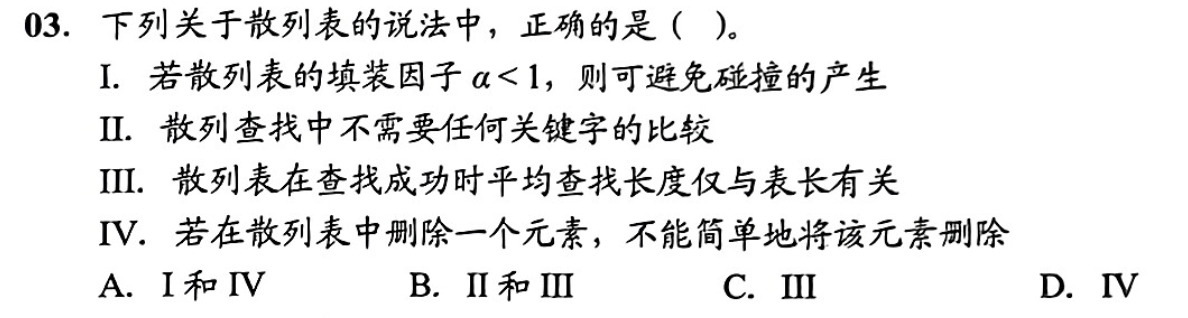 03. 下列关于散列表的说法中，正确的是（ ）。
I. 若散列表的填装因子 α < 1，则可避免碰撞的产生
II. 散列查找中不需要任何关键字的比较
III. 散列表在查找成功时平均查找长度仅与表长有关
IV. 若在散列表中删除一个元素，不能简单地将该元素删除
A. I 和 IV B. II 和 III C. III D. IV